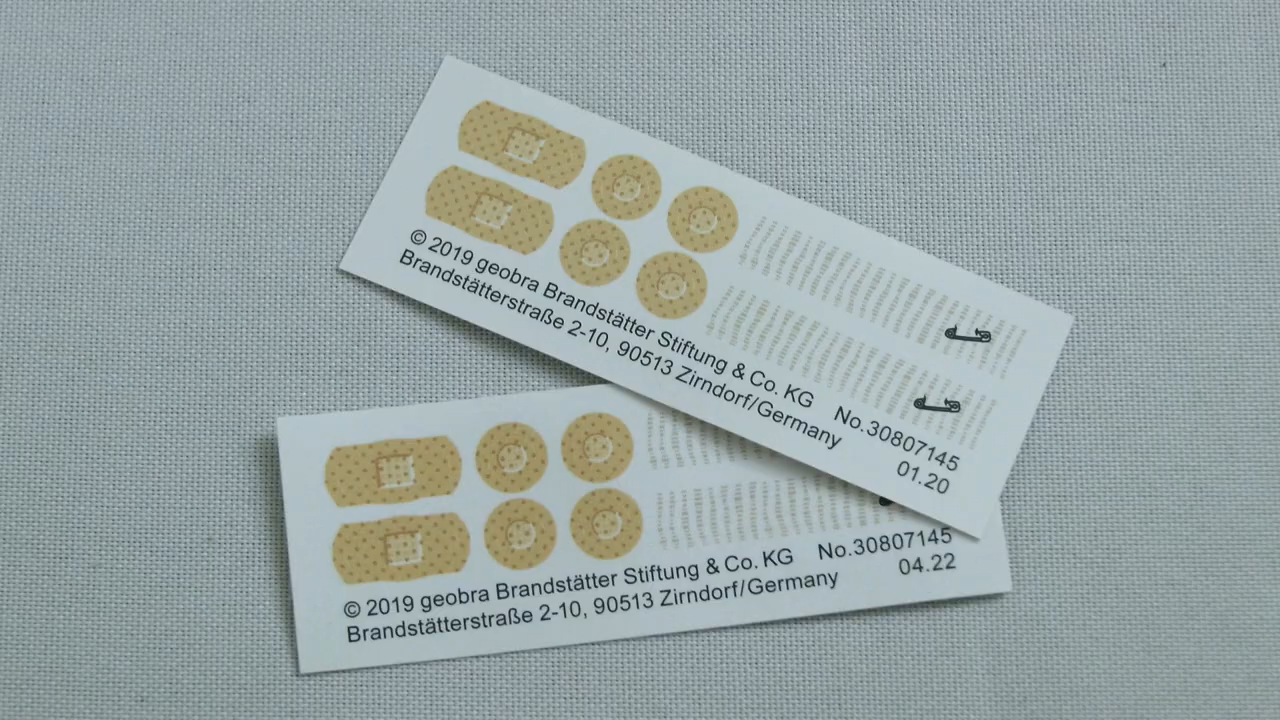 © 2019 geobra Brandstätter Stiftung & Co. KG No.30807145
Brandstätterstraße 2-10, 90513 Zirndorf/Germany 01.20
© 2019 geobra Brandstätter Stiftung & Co. KG No.30807145
Brandstätterstraße 2-10, 90513 Zirndorf/Germany 04.22